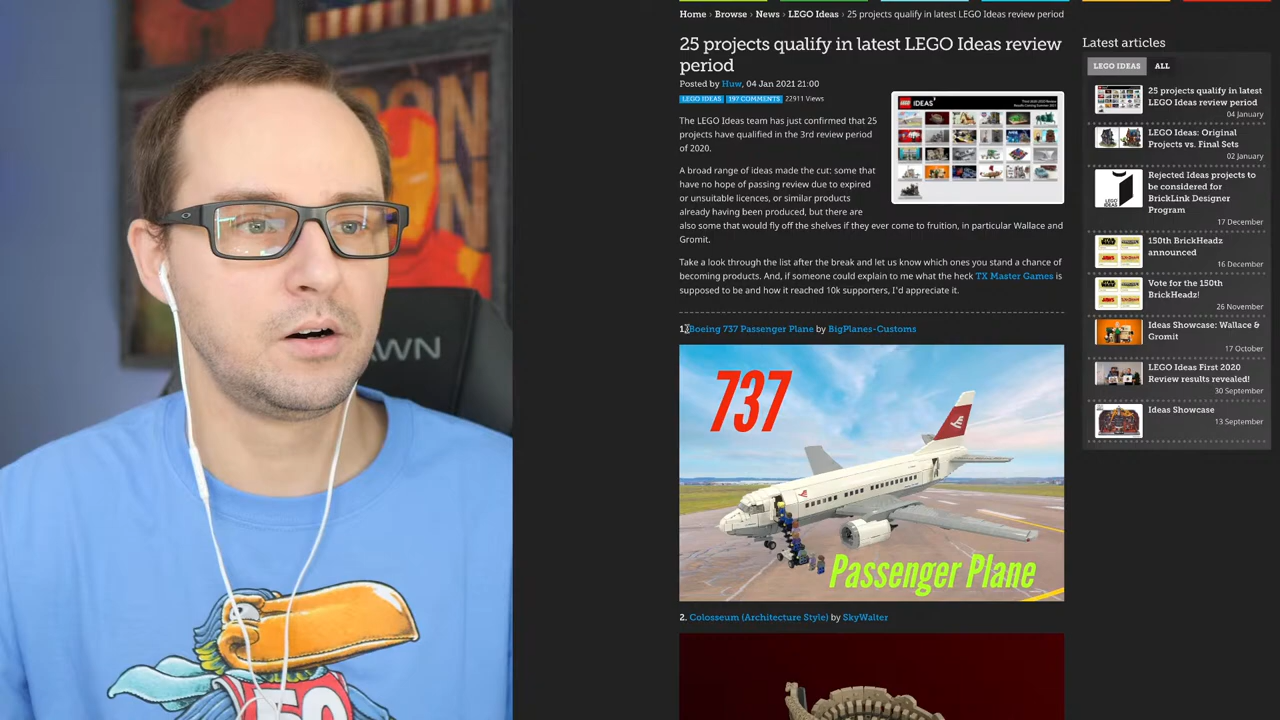 Home › Browse › News › LEGO Ideas › 25 projects qualify in latest LEGO Ideas review period
25 projects qualify in latest LEGO Ideas review
period
Posted by Huw, 04 Jan 2021 21:00
LEGO IDEAS 197 COMMENTS 22911 Views
The LEGO Ideas team has just confirmed that 25
projects have qualified in the 3rd review period
of 2020.
A broad range of ideas made the cut: some that
have no hope of passing review due to expired
or unsuitable licences, or similar products
already having been produced, but there are
also some that would fly off the shelves if they ever come to fruition, in particular Wallace and
Gromit.
Take a look through the list after the break and let us know which ones you stand a chance of
becoming products. And, if someone could explain to me what the heck TX Master Games is
supposed to be and how it reached 10k supporters, I'd appreciate it.
IDEAS
1. Boeing 737 Passenger Plane by BigPlanes-Customs
737
Passenger Plane
2. Colosseum (Architecture Style) by SkyWalter
Latest articles
LEGO IDEAS ALL
25 projects qualify in latest
LEGO Ideas review period
04 January
LEGO Ideas: Original
Projects vs. Final Sets
02 January
Rejected Ideas projects to
be considered for
BrickLink Designer
Program
17 December
150th BrickHeadz
announced
16 December
Vote for the 150th
BrickHeadz!
26 November
Ideas Showcase: Wallace &
Gromit
17 October
LEGO Ideas First 2020
Review results revealed!
30 September
Ideas Showcase
13 September
AWN
50